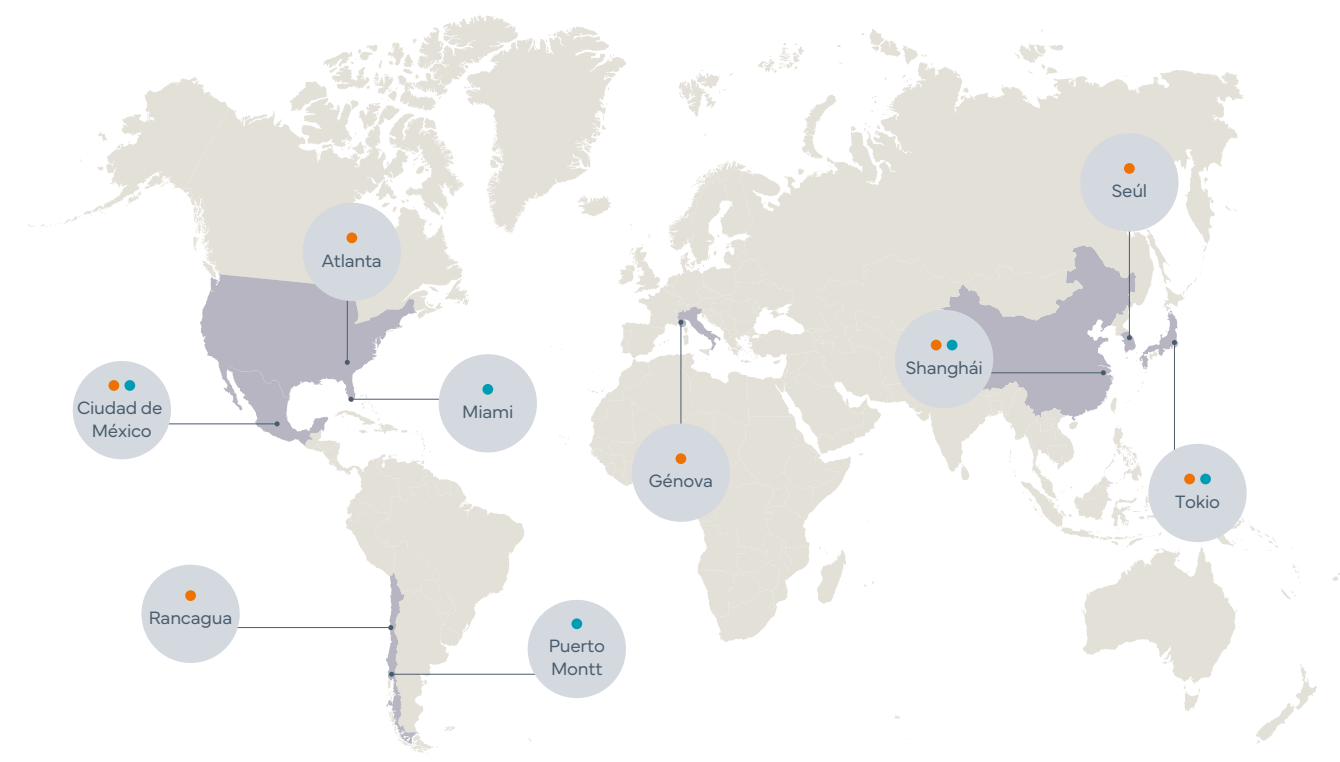 Seúl
Atlanta
Shanghái
Ciudad de
México
Miami
Génova
Tokio
Rancagua
Puerto
Montt